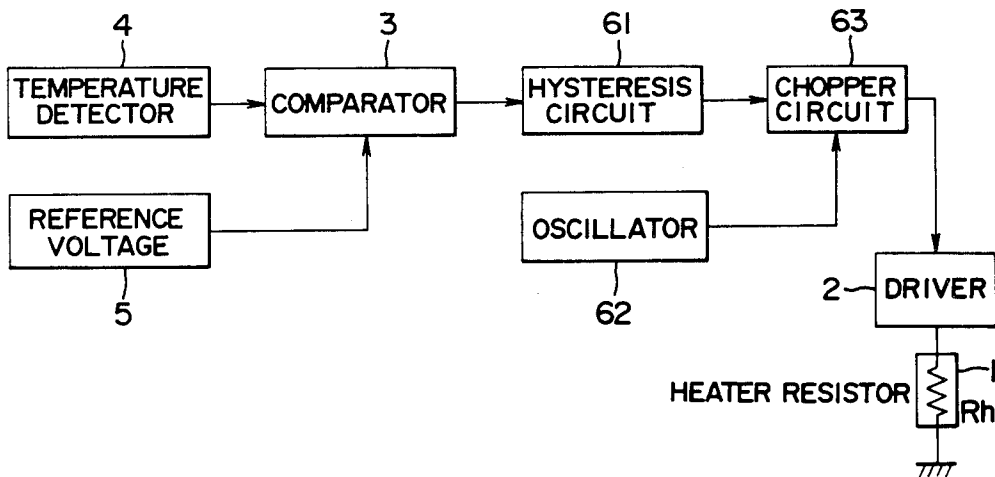 4
3
61
63
TEMPERATURE
DETECTOR
COMPARATOR
HYSTERESIS
CIRCUIT
CHOPPER
CIRCUIT
REFERENCE
VOLTAGE
5
OSCILLATOR
62
2
DRIVER
HEATER RESISTOR
1
Rh